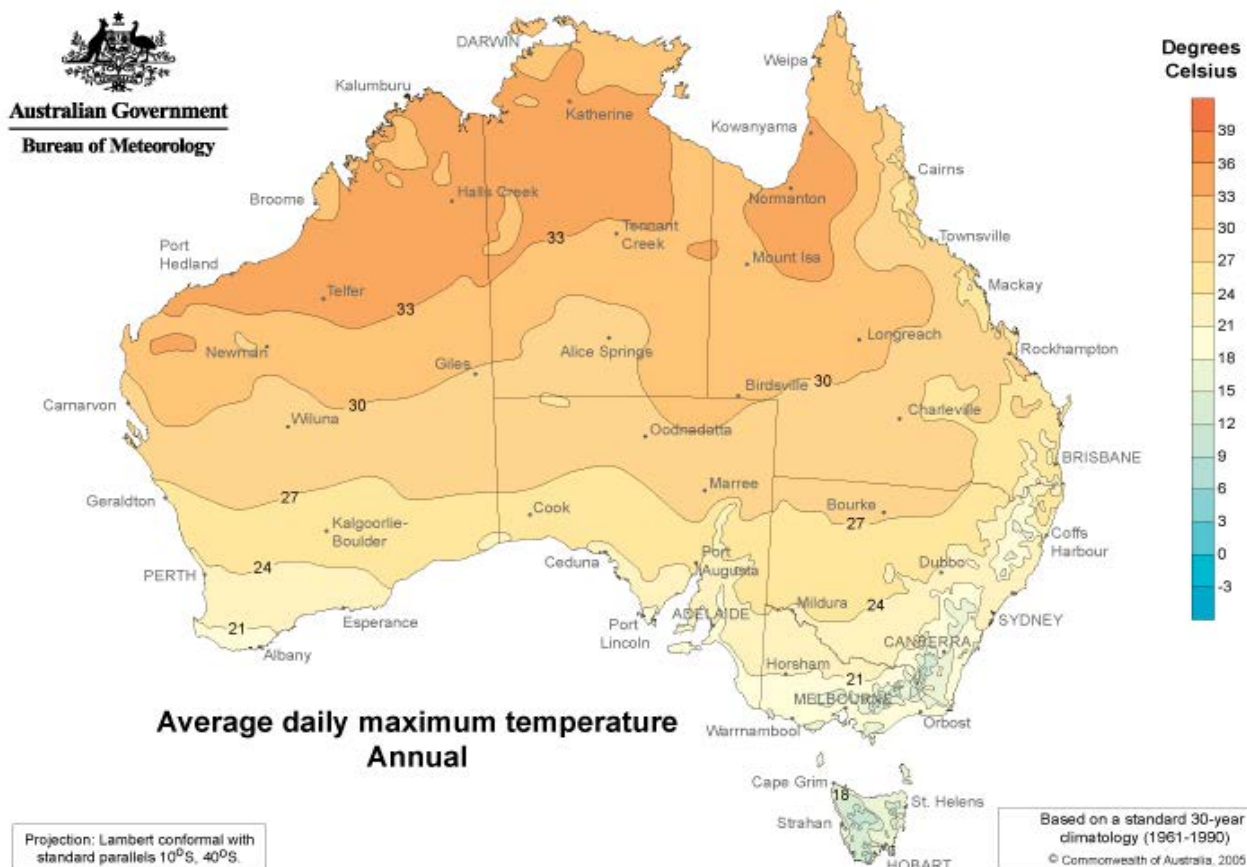 Australian Government
Bureau of Meteorology
Degrees
Celsius
39
36
33
30
27
24
21
18
15
12
9
6
3
0
-3
DARWIN
Kalumburu
Katherine
Weipa
Kowanyama
Cairns
Broome
Halls Creek
Normanton
Port
Hedland
33
Tennant
Creek
Townsville
Mount Isa
Telfer
33
Mackay
Newman
Giles
Alice Springs
Longreach
Rockhampton
Carnarvon
30
Wiluna
Birdsville
30
Charleville
Oodnadatta
BRISBANE
Geraldton
27
Marree
Cook
Bourke
27
Kalgoorlie-
Boulder
Coffs
Harbour
PERTH
24
Ceduna
Port
Augusta
Dubbo
21
Albany
Esperance
Port
Lincoln
ADELAIDE
Mildura
24
SYDNEY
CANBERRA
Horsham
21
MELBOURNE
Warrnambool
Orbost
Average daily maximum temperature
Annual
Cape Grim
18
St. Helens
Strahan
HOBART
Projection: Lambert conformal with
standard parallels 10⁰S, 40⁰S.
Based on a standard 30-year
climatology (1961-1990)